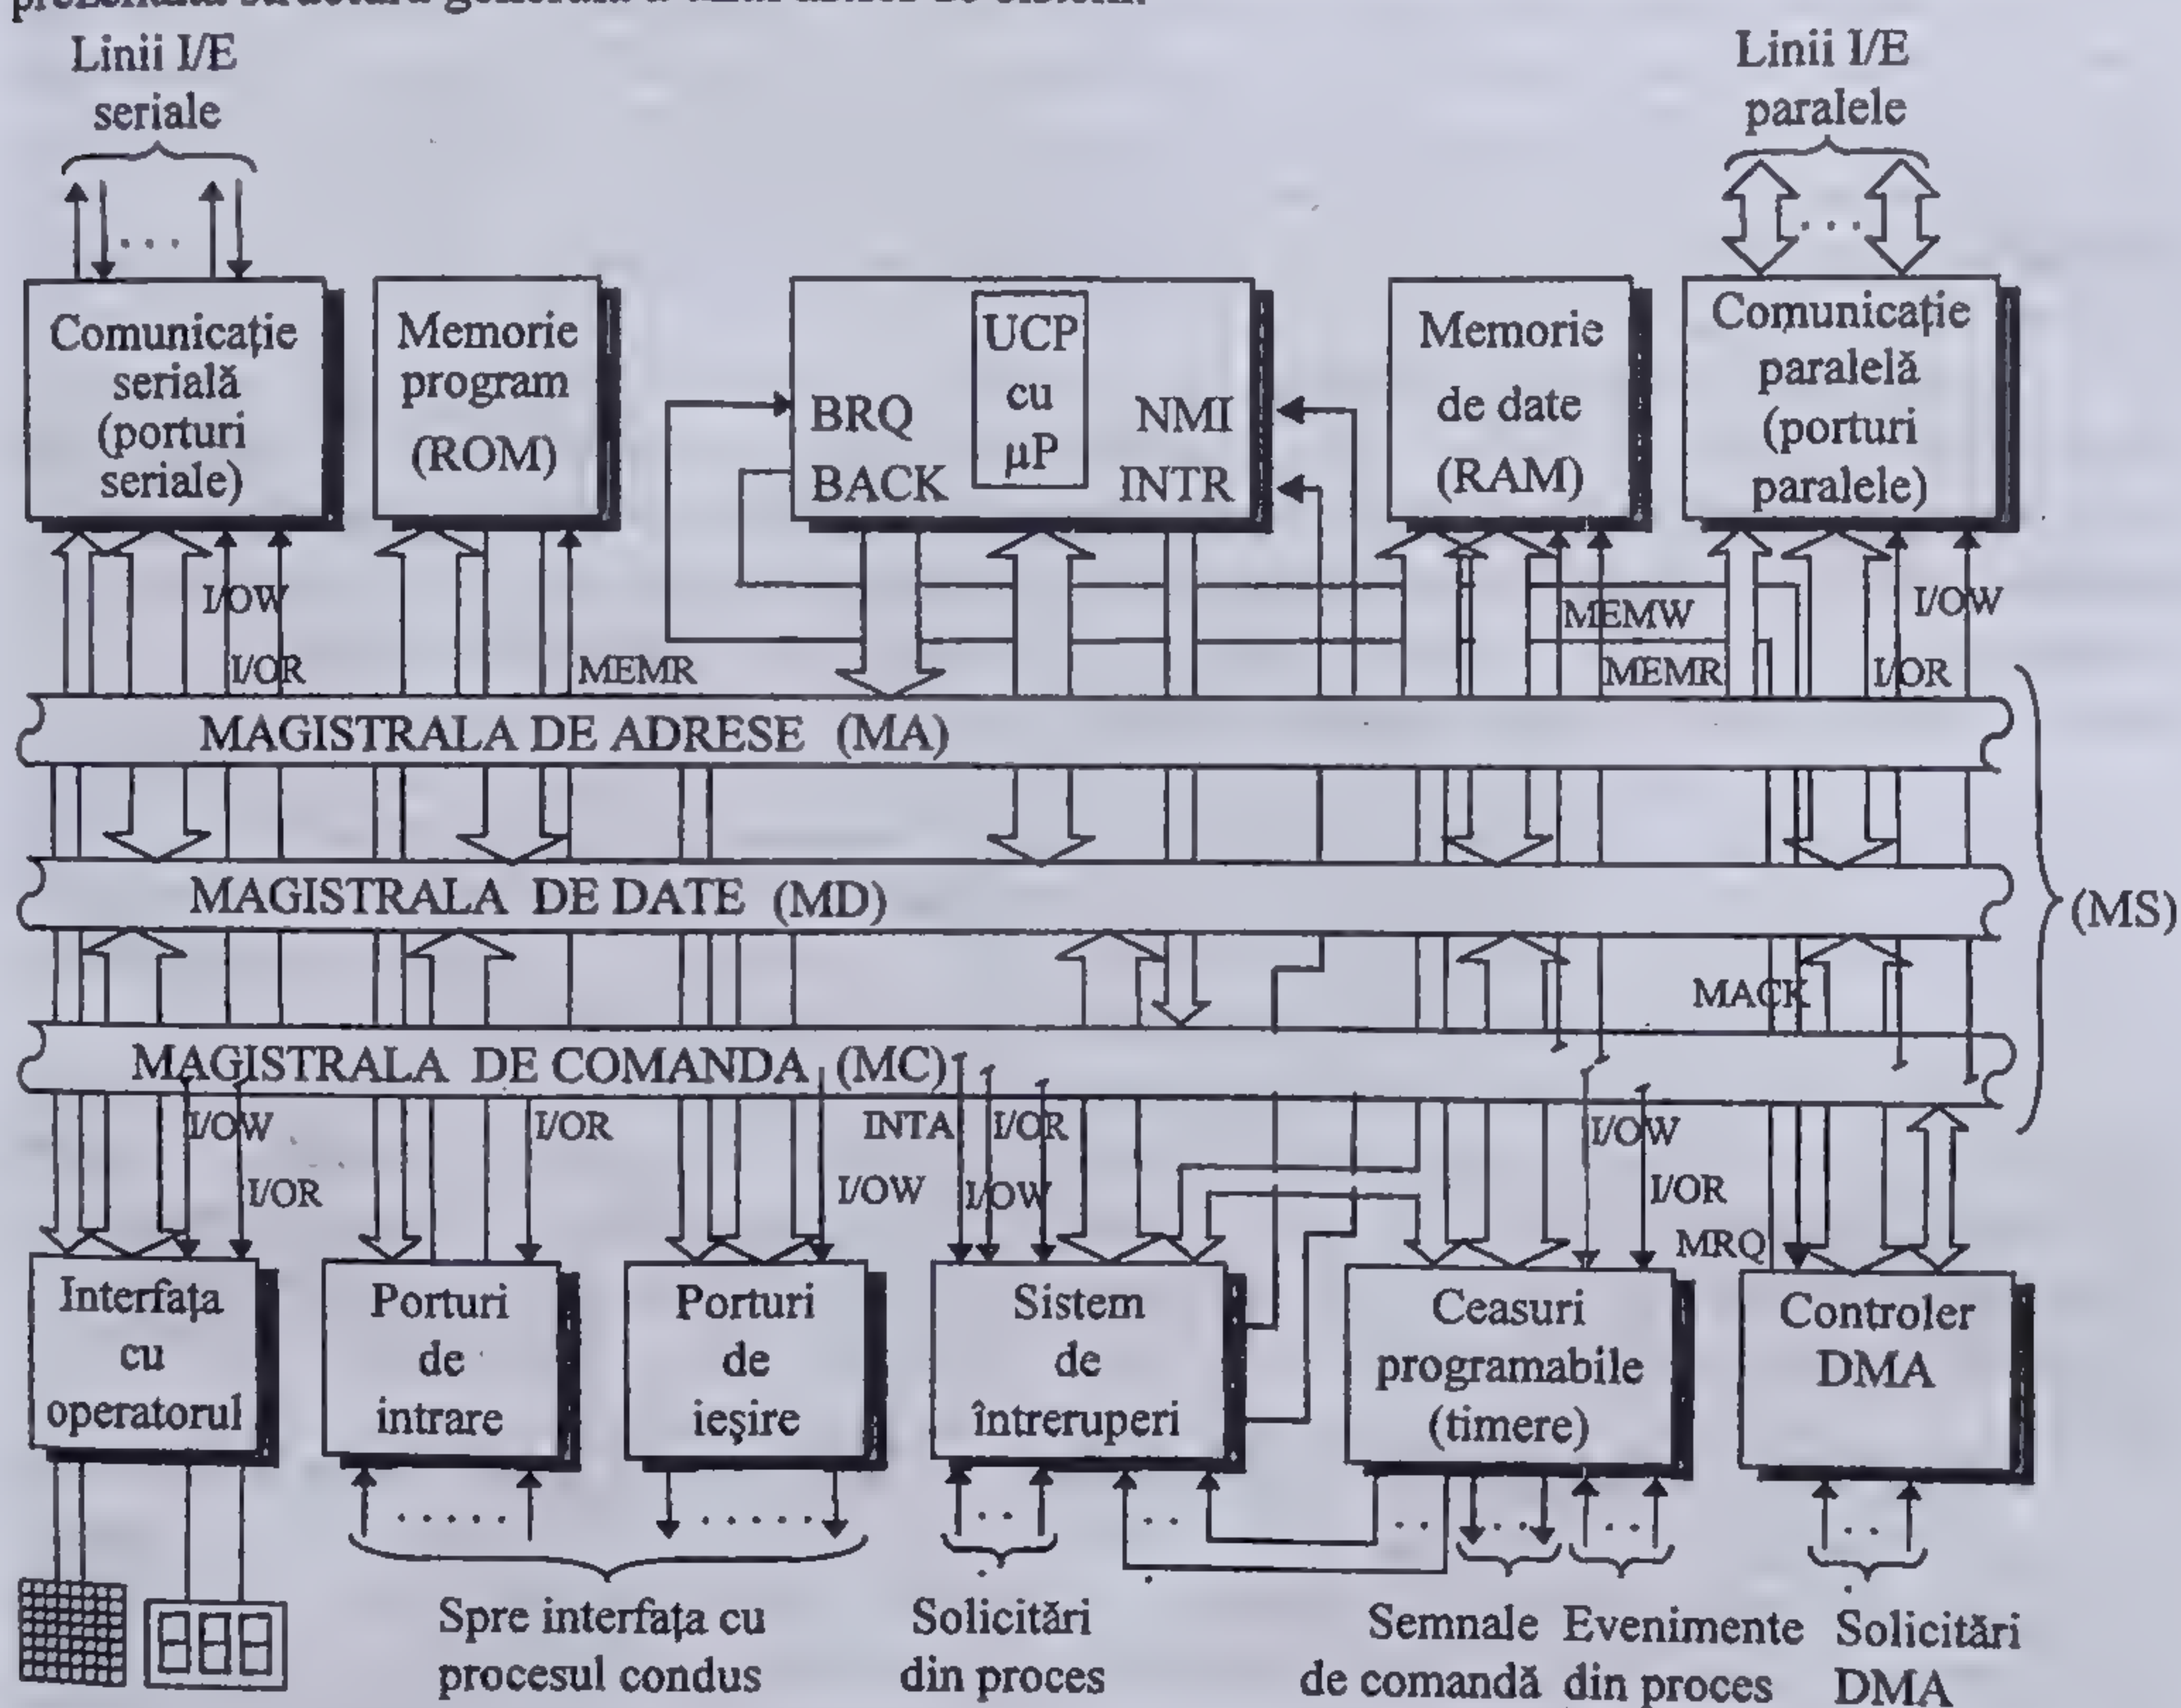 Linii I/E
seriale
Linii I/E
paralele
Comunicație
serială
(porturi
seriale)
Memorie
program
(ROM)
UCP
cu
µP
BRQ
BACK
NMI
INTR
Memorie
de date
(RAM)
Comunicație
paralelă
(porturi
paralele)
I/OW
I/OR
MEMR
MEMW
MEMR
I/OW
I/OR
MAGISTRALA DE ADRESE (MA)
MAGISTRALA DE DATE (MD)
(MS)
MACK
MAGISTRALA DE COMANDA (MC)
I/OW
I/OR
I/OR
I/OW
INTA
I/OR
I/OW
I/OW
I/OR
MRQ
Interfața
cu
operatorul
Porturi
de
intrare
Porturi
de
ieșire
Sistem
de
întreruperi
Ceasuri
programabile
(timere)
Controler
DMA
Spre interfața cu
procesul condus
Solicitări
din proces
Semnale
de comandă
Evenimente
din proces
Solicitări
DMA